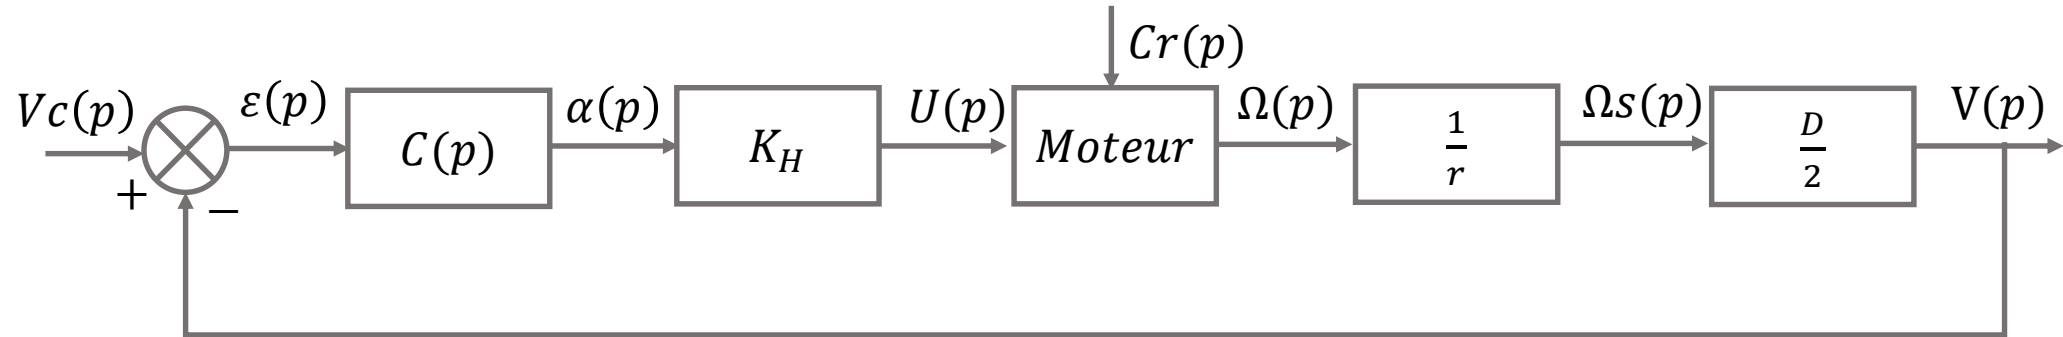 Cr(p)
Vc(p)
ε(p)
α(p)
U(p)
Ω(p)
Ωs(p)
V(p)
C(p)
K_H
Moteur
1
r
D
2
+
−